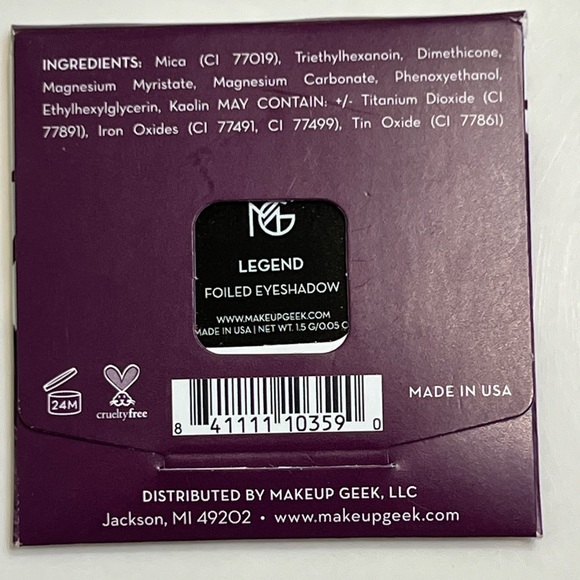 INGREDIENTS: Mica (CI 77019), Triethylhexanoin, Dimethicone,
Magnesium Myristate, Magnesium Carbonate, Phenoxyethanol,
Ethylhexylglycerin, Kaolin MAY CONTAIN: +/- Titanium Dioxide (CI
77891), Iron Oxides (CI 77491, CI 77499), Tin Oxide (CI 77861)
MG
LEGEND
FOILED EYESHADOW
WWW.MAKEUPGEEK.COM
MADE IN USA | NET WT. 1.5 G/0.05 O
24M
crueltyfree
8 41111 10359 0
MADE IN USA
DISTRIBUTED BY MAKEUP GEEK, LLC
Jackson, MI 49202 • www.makeupgeek.com